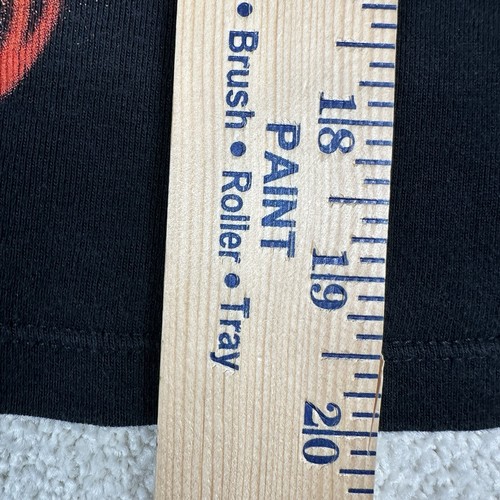 • Brush • Roller • Tray
PAINT
18
19
20